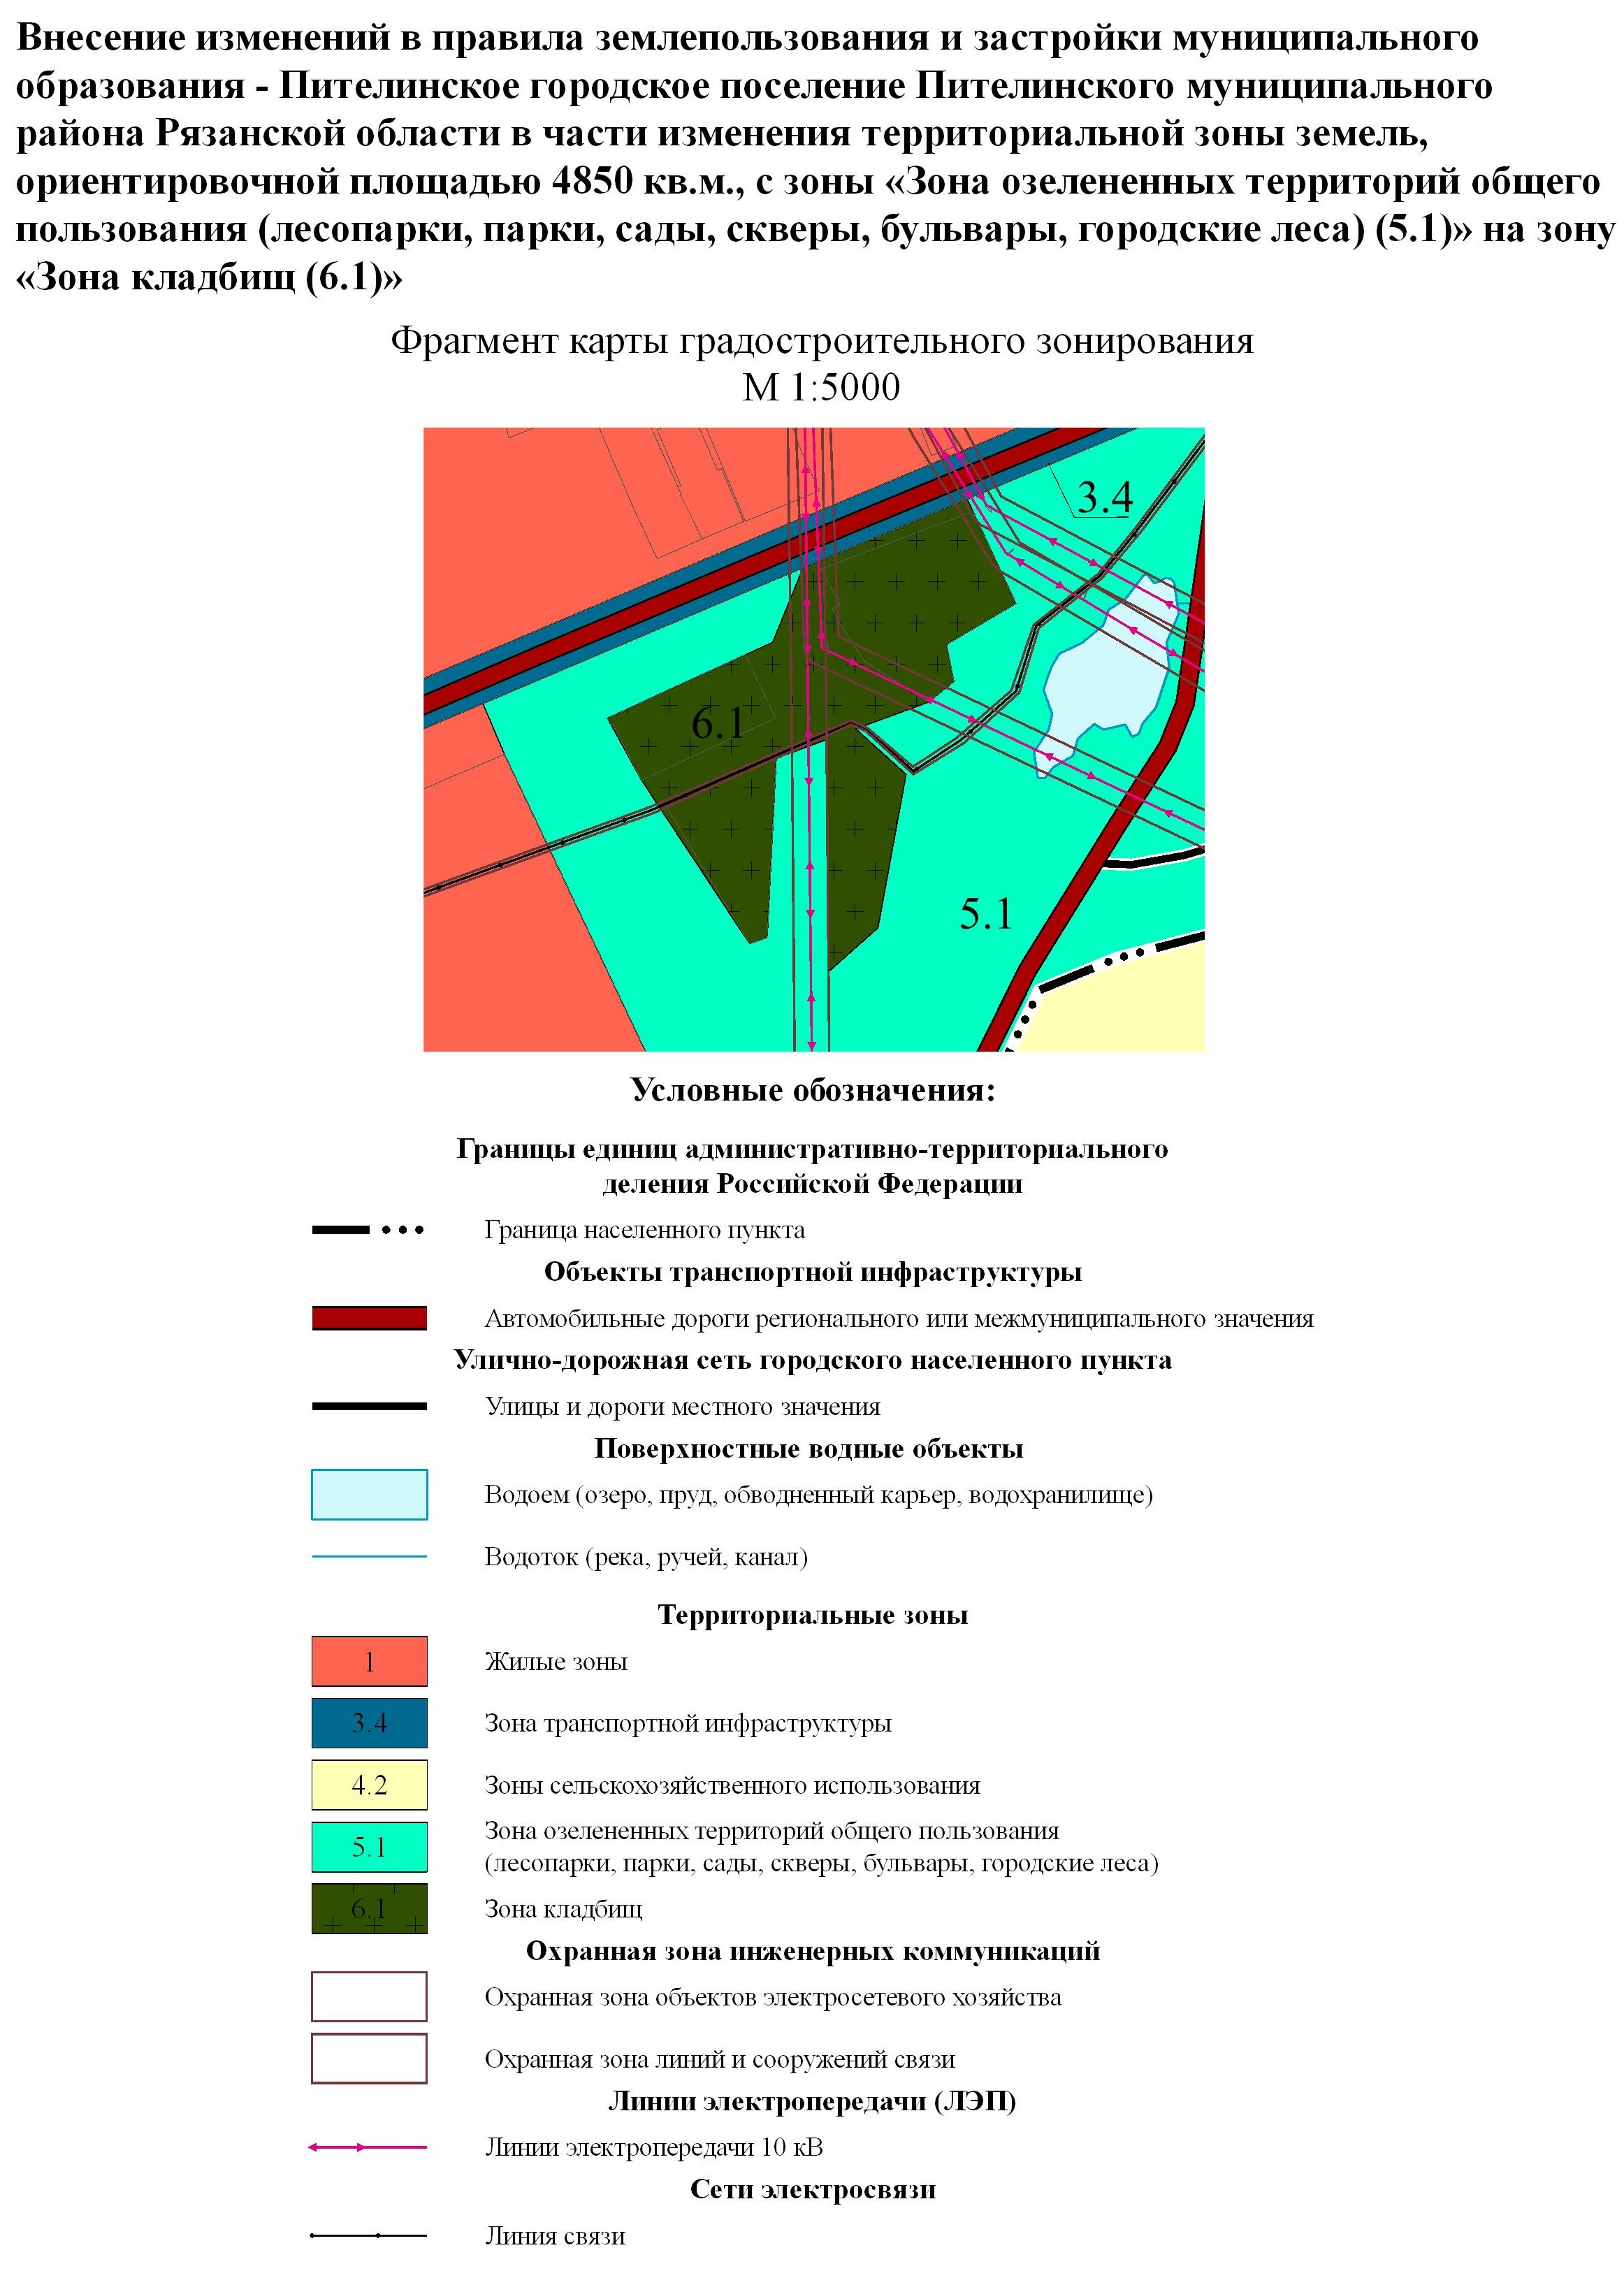 Внесение изменений в правила землепользования и застройки муниципального
образования - Пителинское городское поселение Пителинского муниципального
района Рязанской области в части изменения территориальной зоны земель,
ориентировочной площадью 4850 кв.м., с зоны «Зона озелененных территорий общего
пользования (лесопарки, парки, сады, скверы, бульвары, городские леса) (5.1)» на зону
«Зона кладбищ (6.1)»
Фрагмент карты градостроительного зонирования
М 1:5000
3.4
6.1
5.1
Условные обозначения:
Границы единиц административно-территориального
деления Российской Федерации
Граница населенного пункта
Объекты транспортной инфраструктуры
Автомобильные дороги регионального или межмуниципального значения
Улично-дорожная сеть городского населенного пункта
Улицы и дороги местного значения
Поверхностные водные объекты
Водоем (озеро, пруд, обводненный карьер, водохранилище)
Водоток (река, ручей, канал)
Территориальные зоны
1 Жилые зоны
3.4 Зона транспортной инфраструктуры
4.2 Зоны сельскохозяйственного использования
5.1 Зона озелененных территорий общего пользования
(лесопарки, парки, сады, скверы, бульвары, городские леса)
6.1 Зона кладбищ
Охранная зона инженерных коммуникаций
Охранная зона объектов электросетевого хозяйства
Охранная зона линий и сооружений связи
Линии электропередачи (ЛЭП)
Линии электропередачи 10 кВ
Сети электросвязи
Линия связи